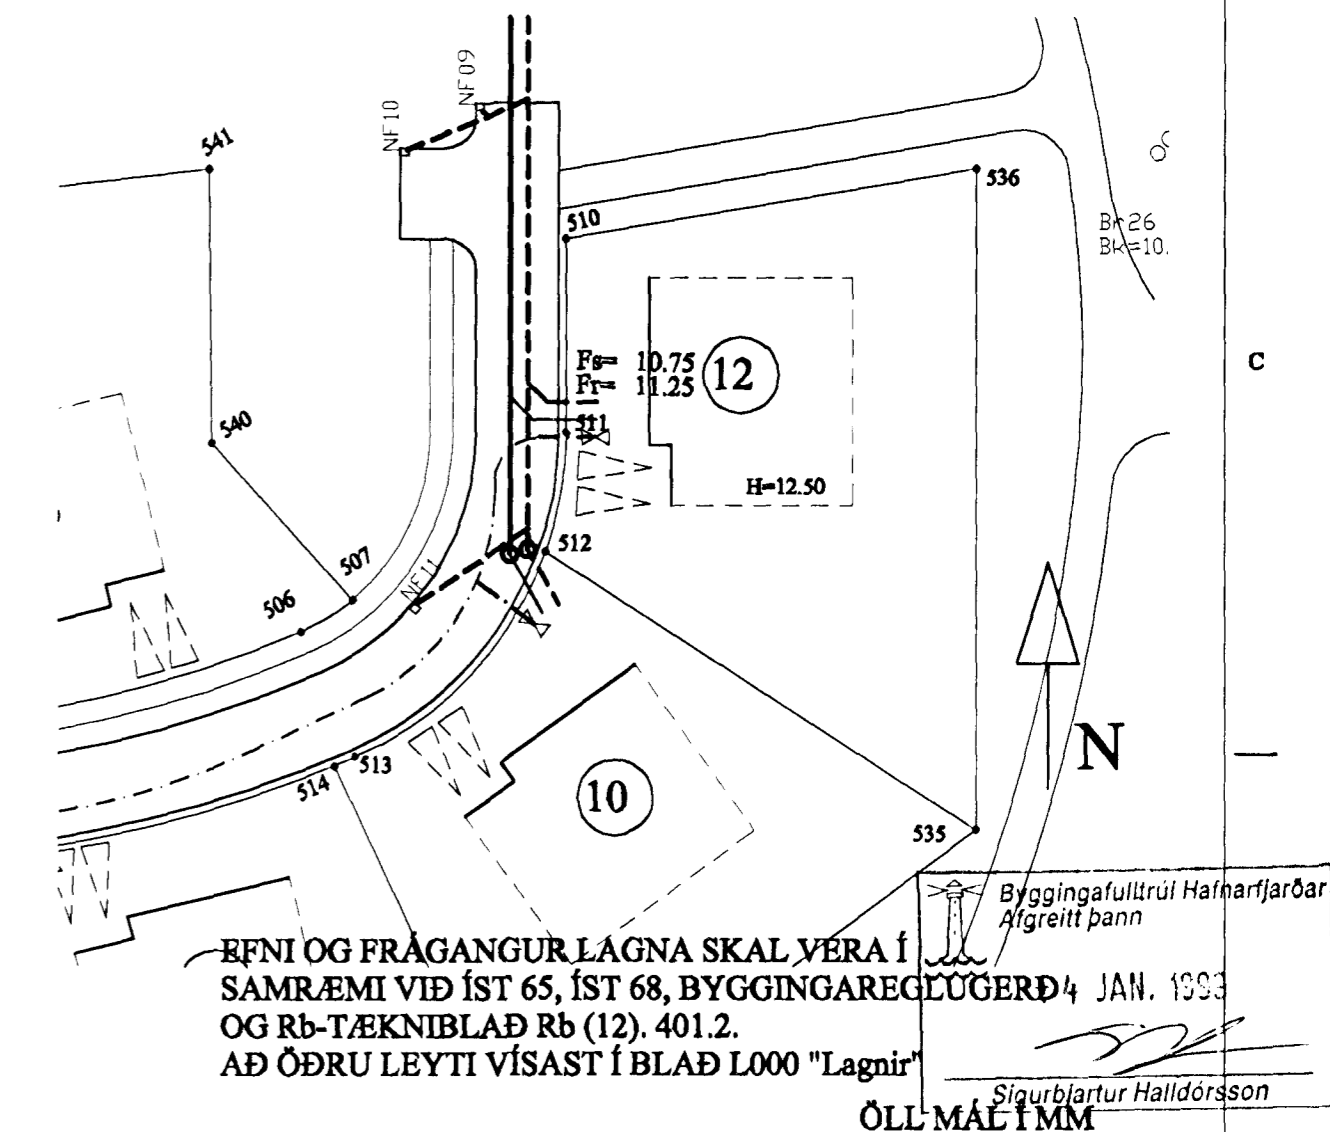 NF09
NF10
541
536
510
Br26
Bk=10.
Fs= 10.75
Fr= 11.25
12
C
511
540
H=12.50
512
507
NF11
506
N
513
514
10
535
Byggingafulltrúi Hafnarfjarðar
Afgreitt þann
4 JAN. 1993
Sigurbjartur Halldórsson
EFNI OG FRÁGANGUR LAGNA SKAL VERA Í
SAMRÆMI VIÐ ÍST 65, ÍST 68, BYGGINGAREGLUGERÐ
OG Rb-TÆKNIBLAÐ Rb (12). 401.2.
AÐ ÖÐRU LEYTI VÍSAST Í BLAÐ L000 "Lagnir"
ÖLL MÁL Í MM